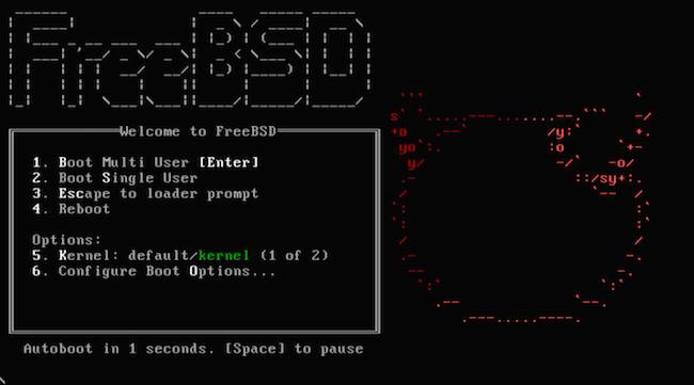 FreeBSD
Welcome to FreeBSD
1. Boot Multi User [Enter]
2. Boot Single User
3. Escape to loader prompt
4. Reboot
Options:
5. Kernel: default/kernel (1 of 2)
6. Configure Boot Options...
Autoboot in 1 seconds. [Space] to pause